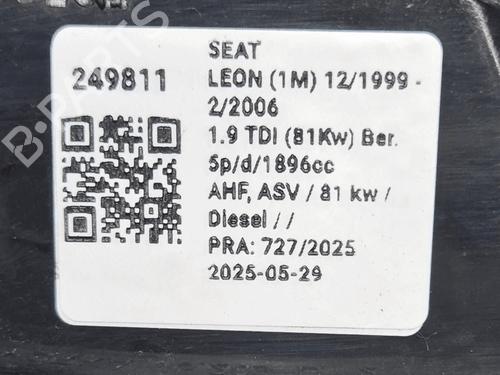 249811
SEAT
LEON (1M) 12/1999 -
2/2006
1.9 TDI (81Kw) Ber.
5p/d/1896cc
AHF, ASV / 81 kw /
Diesel / /
PRA: 727/2025
2025-05-29
B-PARTS